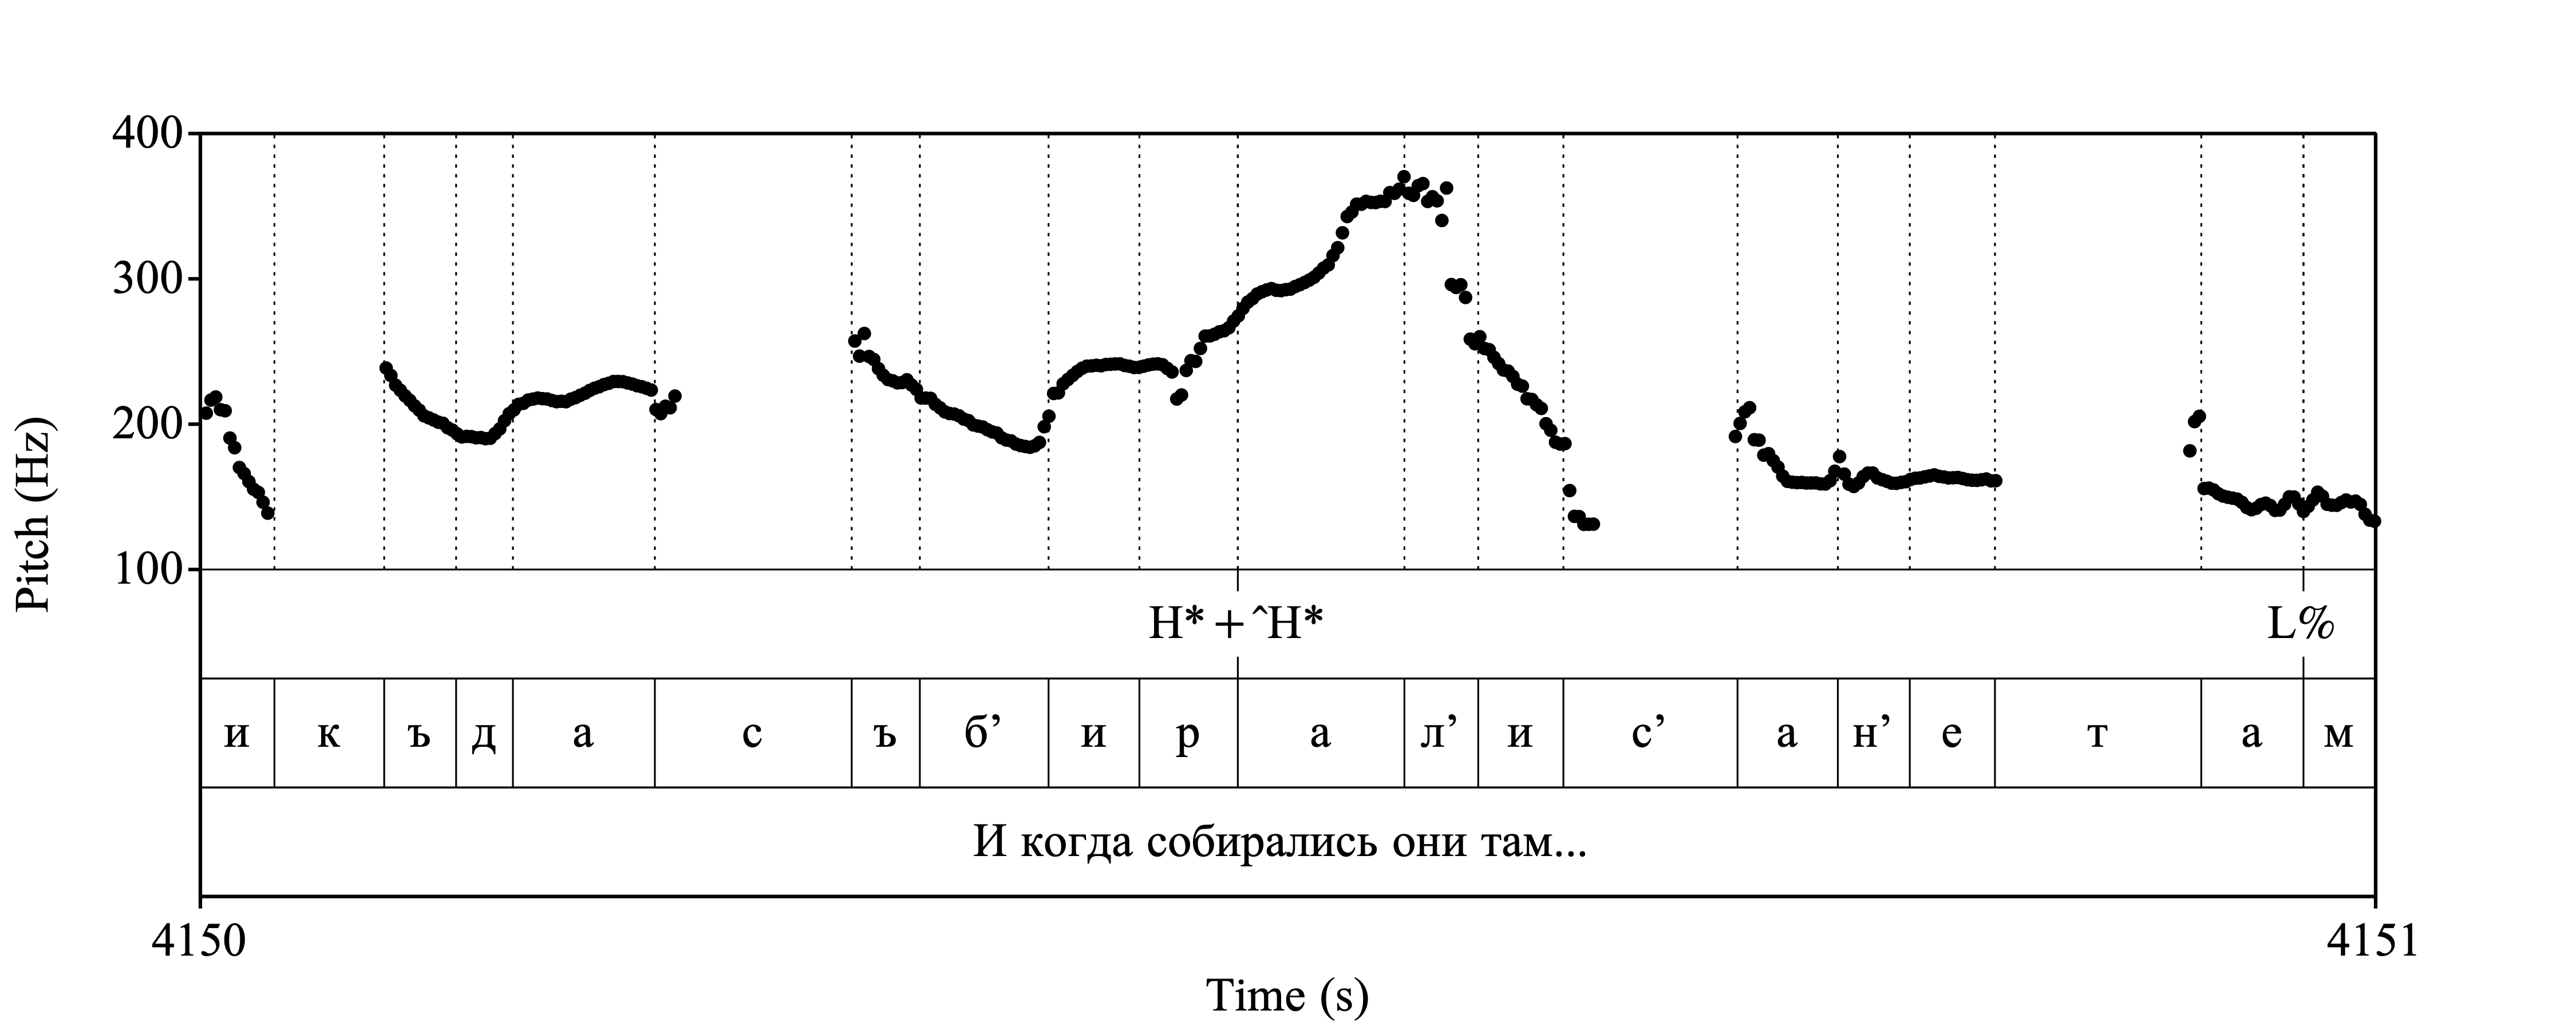 400
300
200
100
Pitch (Hz)
H* + ^H* L%
и к ъ д а с ъ б’ и р а л’ и с’ а н’ е т а м
И когда собирались они там...
4150 4151
Time (s)